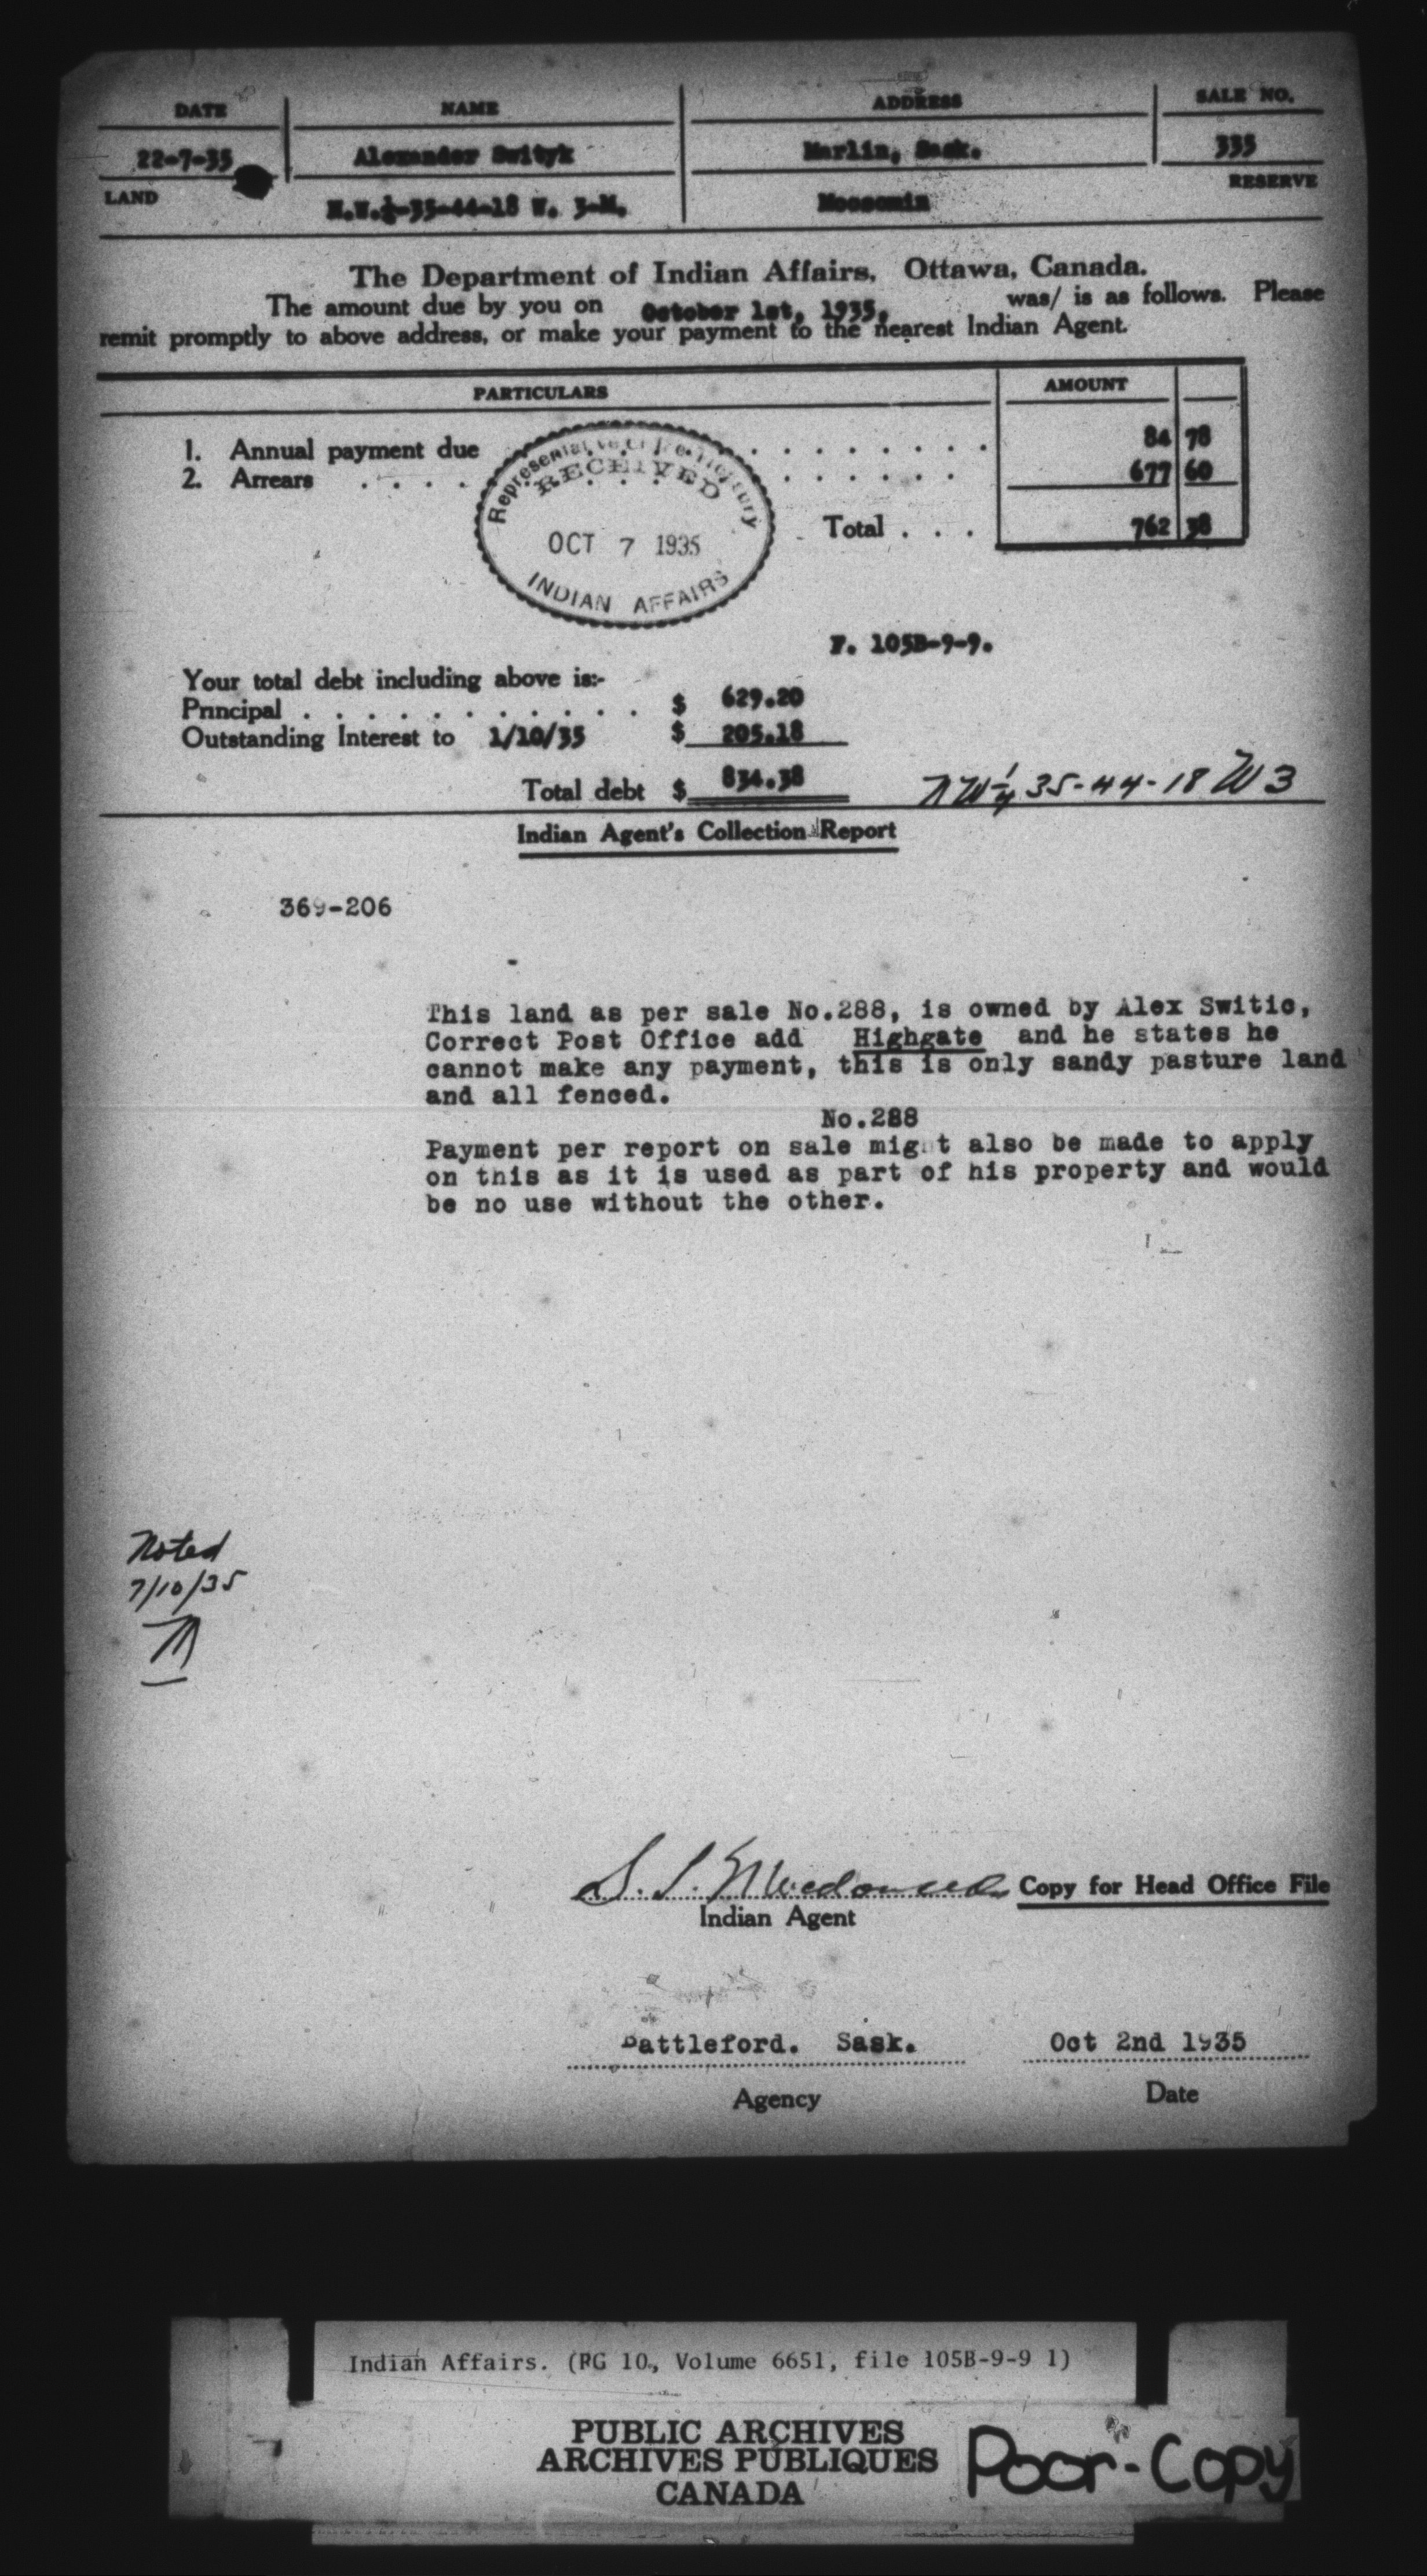 DATE NAME ADDRESS SALE NO.
22-7-35 Alexander Swityk Marlin, Sask. 335
LAND RESERVE
N.W.¼-35-44-18 W. 3-M. Moosomin
The Department of Indian Affairs, Ottawa, Canada.
The amount due by you on October 1st, 1935, was/ is as follows. Please
remit promptly to above address, or make your payment to the nearest Indian Agent.
PARTICULARS AMOUNT
1. Annual payment due . . . . . . . . 84 78
2. Arrears . . . . . . . . . . 677 60
Total . . . 762 38
RECEIVED
OCT 7 1935
INDIAN AFFAIRS
F. 105B-9-9.
Your total debt including above is:-
Principal . . . . . . . . . . . . $ 629.20
Outstanding Interest to 1/10/35 $ 205.18
Total debt $ 834.38
NW¼ 35-44-18 W3
Indian Agent's Collection Report
369-206
This land as per sale No.288, is owned by Alex Switic,
Correct Post Office add Highgate and he states he
cannot make any payment, this is only sandy pasture land
and all fenced.
No.288
Payment per report on sale might also be made to apply
on this as it is used as part of his property and would
be no use without the other.
Noted
7/10/35
S. L. Macdonald Copy for Head Office File
Indian Agent
Battleford. Sask. Oct 2nd 1935
Agency Date
Indian Affairs. (RG 10, Volume 6651, file 105B-9-9 1)
PUBLIC ARCHIVES
ARCHIVES PUBLIQUES
CANADA
Poor-Copy